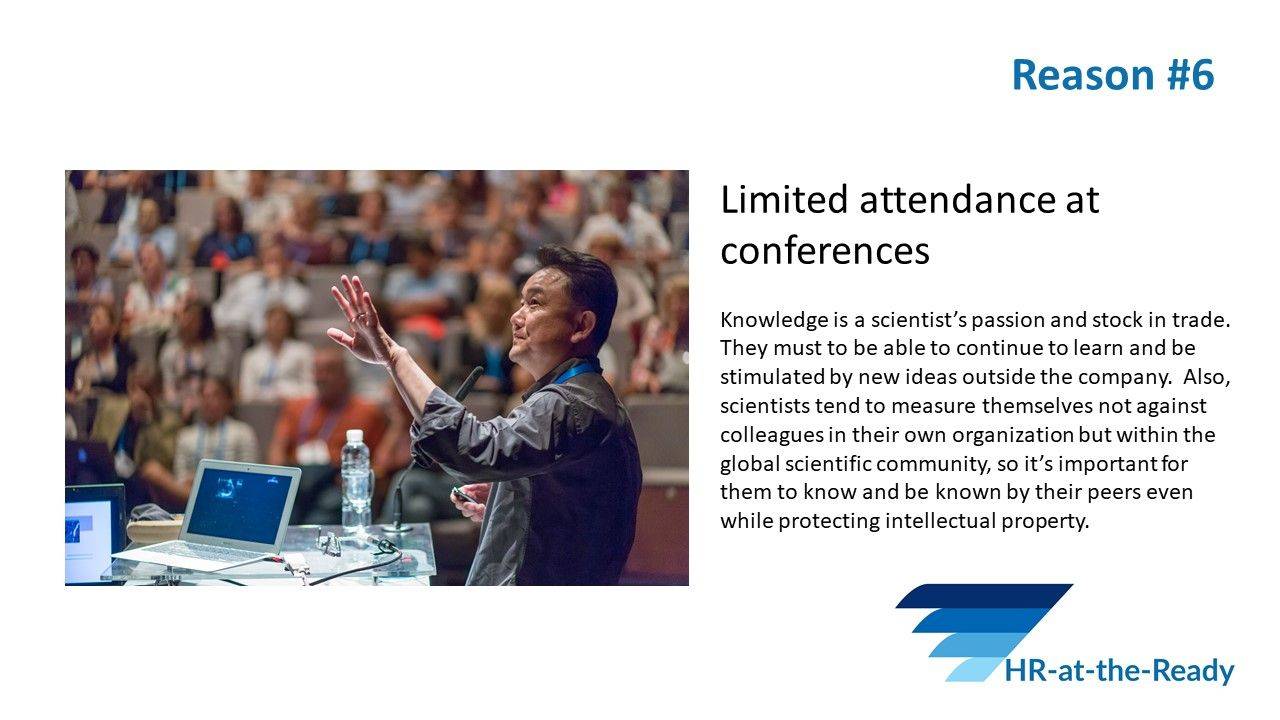 Reason #6
Limited attendance at
conferences
Knowledge is a scientist’s passion and stock in trade.
They must to be able to continue to learn and be
stimulated by new ideas outside the company.  Also,
scientists tend to measure themselves not against
colleagues in their own organization but within the
global scientific community, so it’s important for
them to know and be known by their peers even
while protecting intellectual property.
HR-at-the-Ready